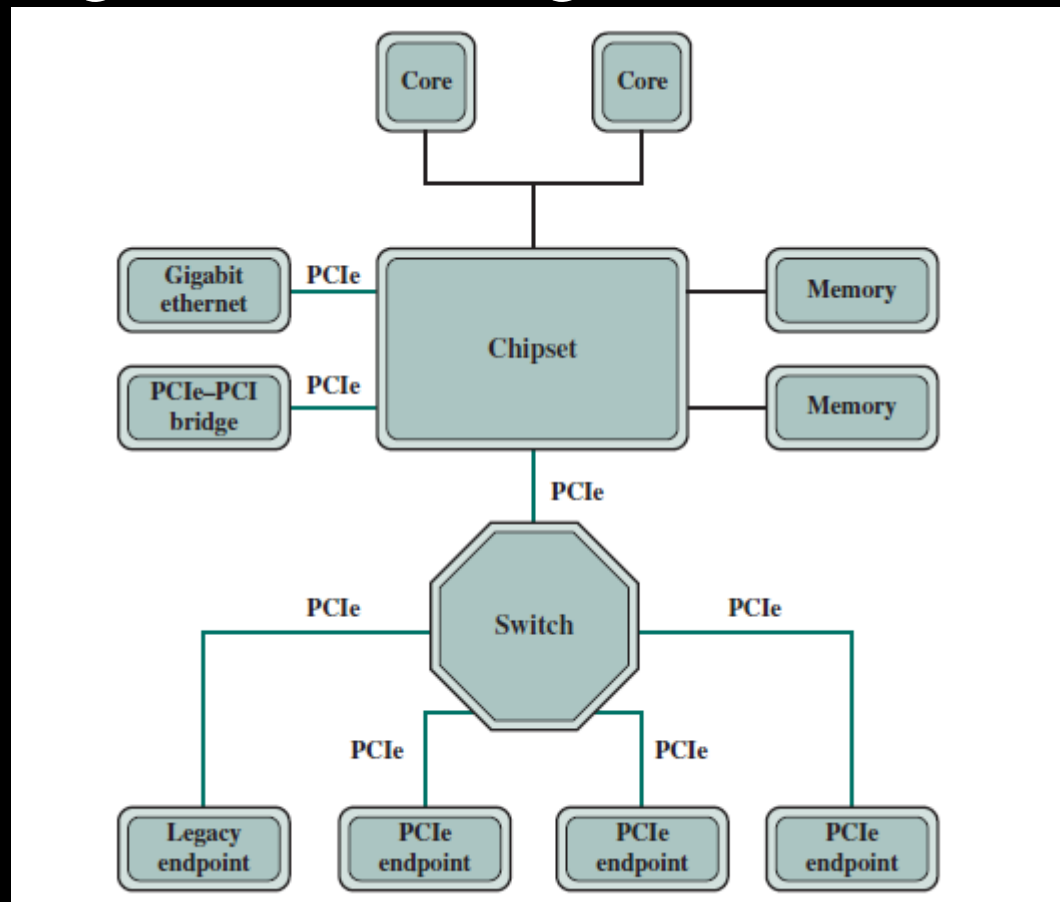 Core
Core
Gigabit
ethernet
PCIe
Chipset
Memory
PCIe–PCI
bridge
PCIe
Memory
PCIe
Switch
PCIe
PCIe
PCIe
PCIe
Legacy
endpoint
PCIe
endpoint
PCIe
endpoint
PCIe
endpoint